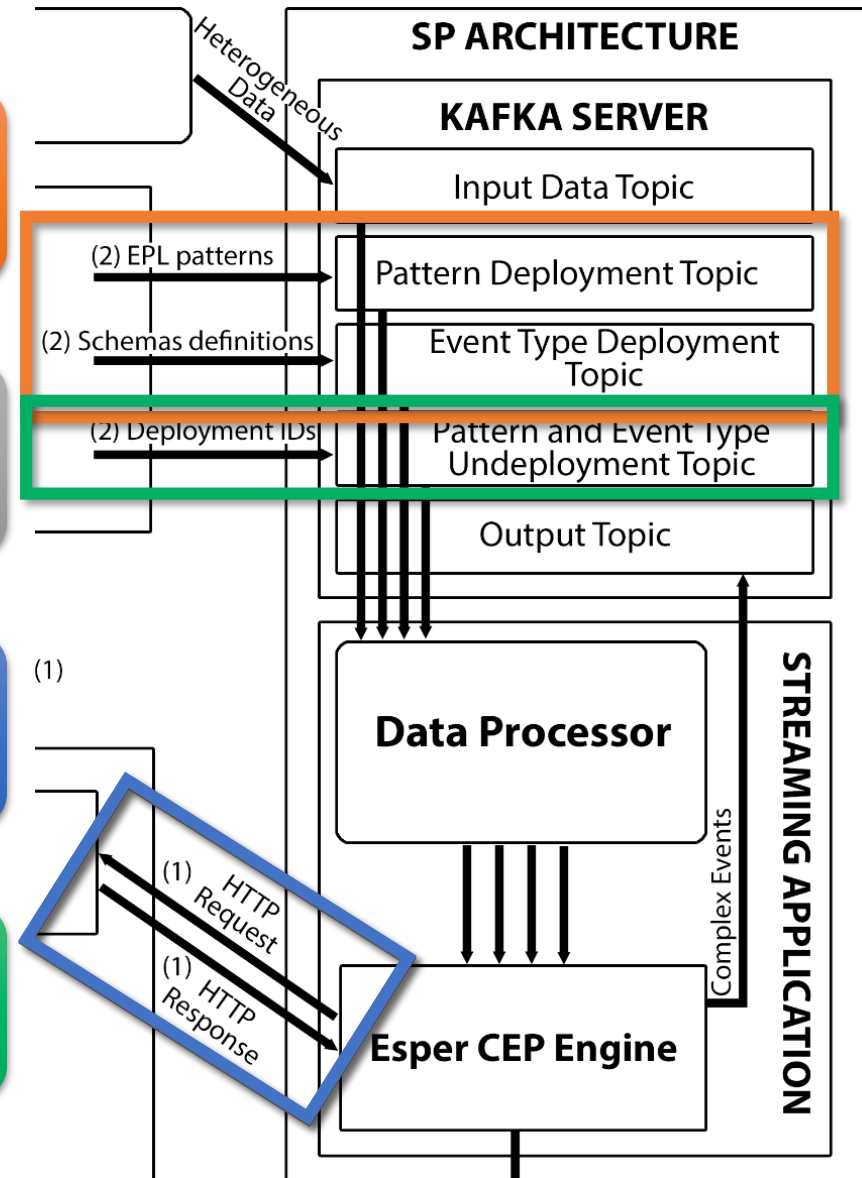 SP ARCHITECTURE
Heterogeneous
Data
KAFKA SERVER
Input Data Topic
(2) EPL patterns
Pattern Deployment Topic
(2) Schemas definitions
Event Type Deployment
Topic
(2) Deployment IDs
Pattern and Event Type
Undeployment Topic
Output Topic
(1)
STREAMING APPLICATION
Data Processor
Complex Events
(1) HTTP
Request
(1) HTTP
Response
Esper CEP Engine